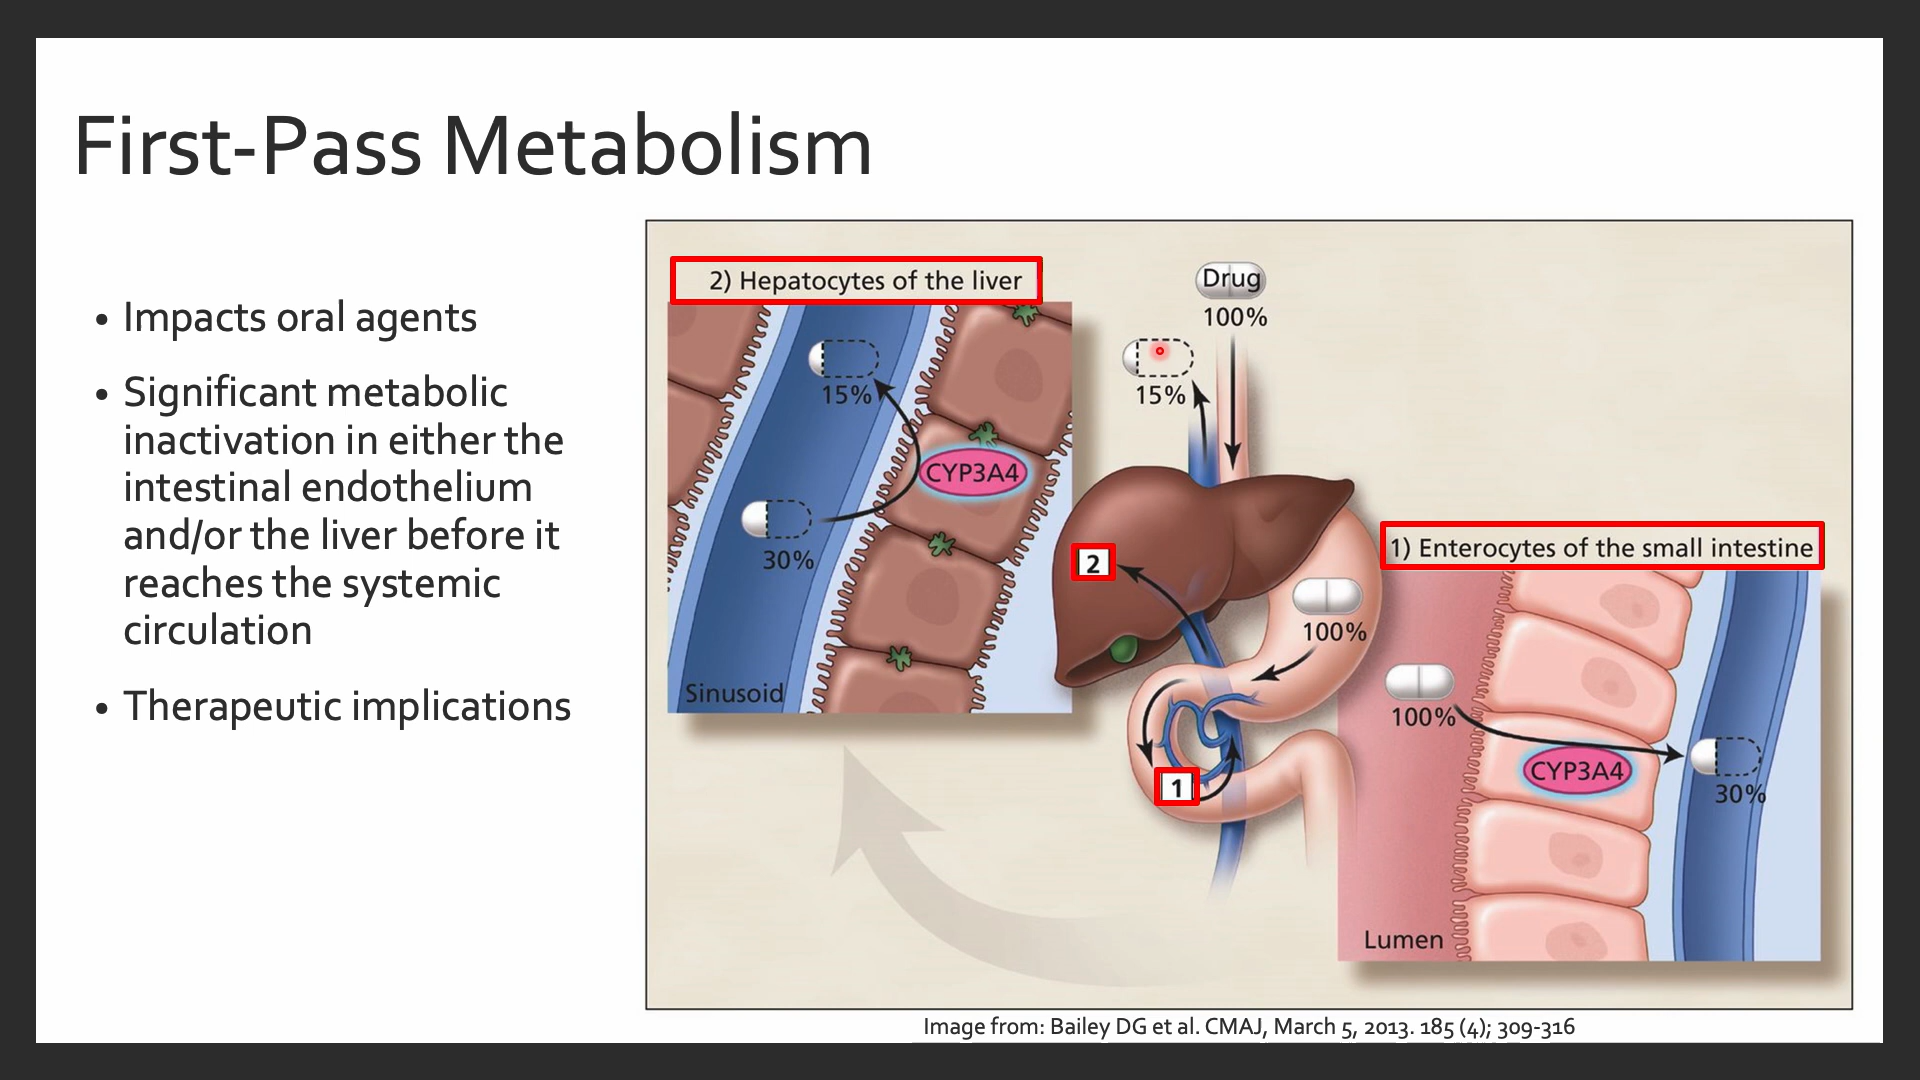 First-Pass Metabolism
• Impacts oral agents
• Significant metabolic
inactivation in either the
intestinal endothelium
and/or the liver before it
reaches the systemic
circulation
• Therapeutic implications
2) Hepatocytes of the liver
15%
CYP3A4
30%
Sinusoid
Drug
100%
15%
2
100%
1
1) Enterocytes of the small intestine
100%
CYP3A4
30%
Lumen
Image from: Bailey DG et al. CMAJ, March 5, 2013. 185 (4); 309-316